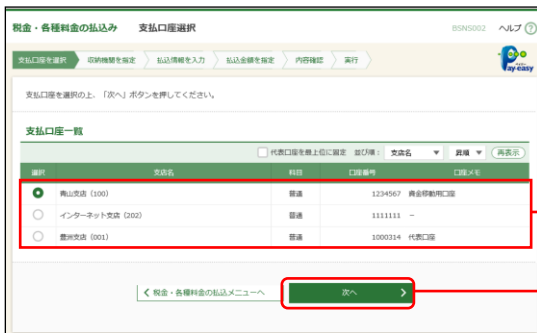 税金・各種料金の払込み 支払口座選択 BSNS002 ヘルプ ?
支払口座を選択 収納機関を指定 払込情報を入力 払込金額を指定 内容確認 実行 Pay-easy
支払口座を選択の上、「次へ」ボタンを押してください。
支払口座一覧
代表口座を最上位に固定 並び順： 支店名 昇順 再表示
選択 支店名 科目 口座番号 口座メモ
青山支店（100） 普通 1234567 資金移動用口座
インターネット支店（202） 普通 1111111 －
豊洲支店（001） 普通 1000314 代表口座
税金・各種料金の払込メニューへ 次へ